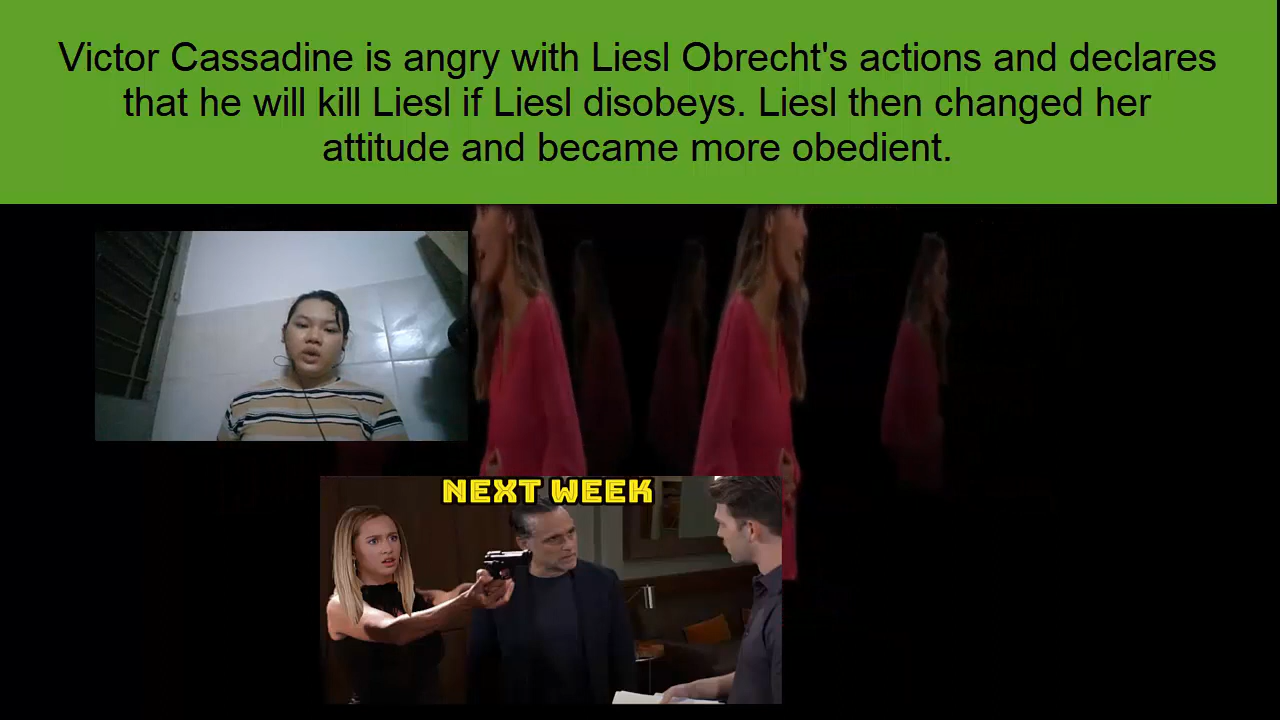 Victor Cassadine is angry with Liesl Obrecht's actions and declares
that he will kill Liesl if Liesl disobeys. Liesl then changed her
attitude and became more obedient.
NEXT WEEK